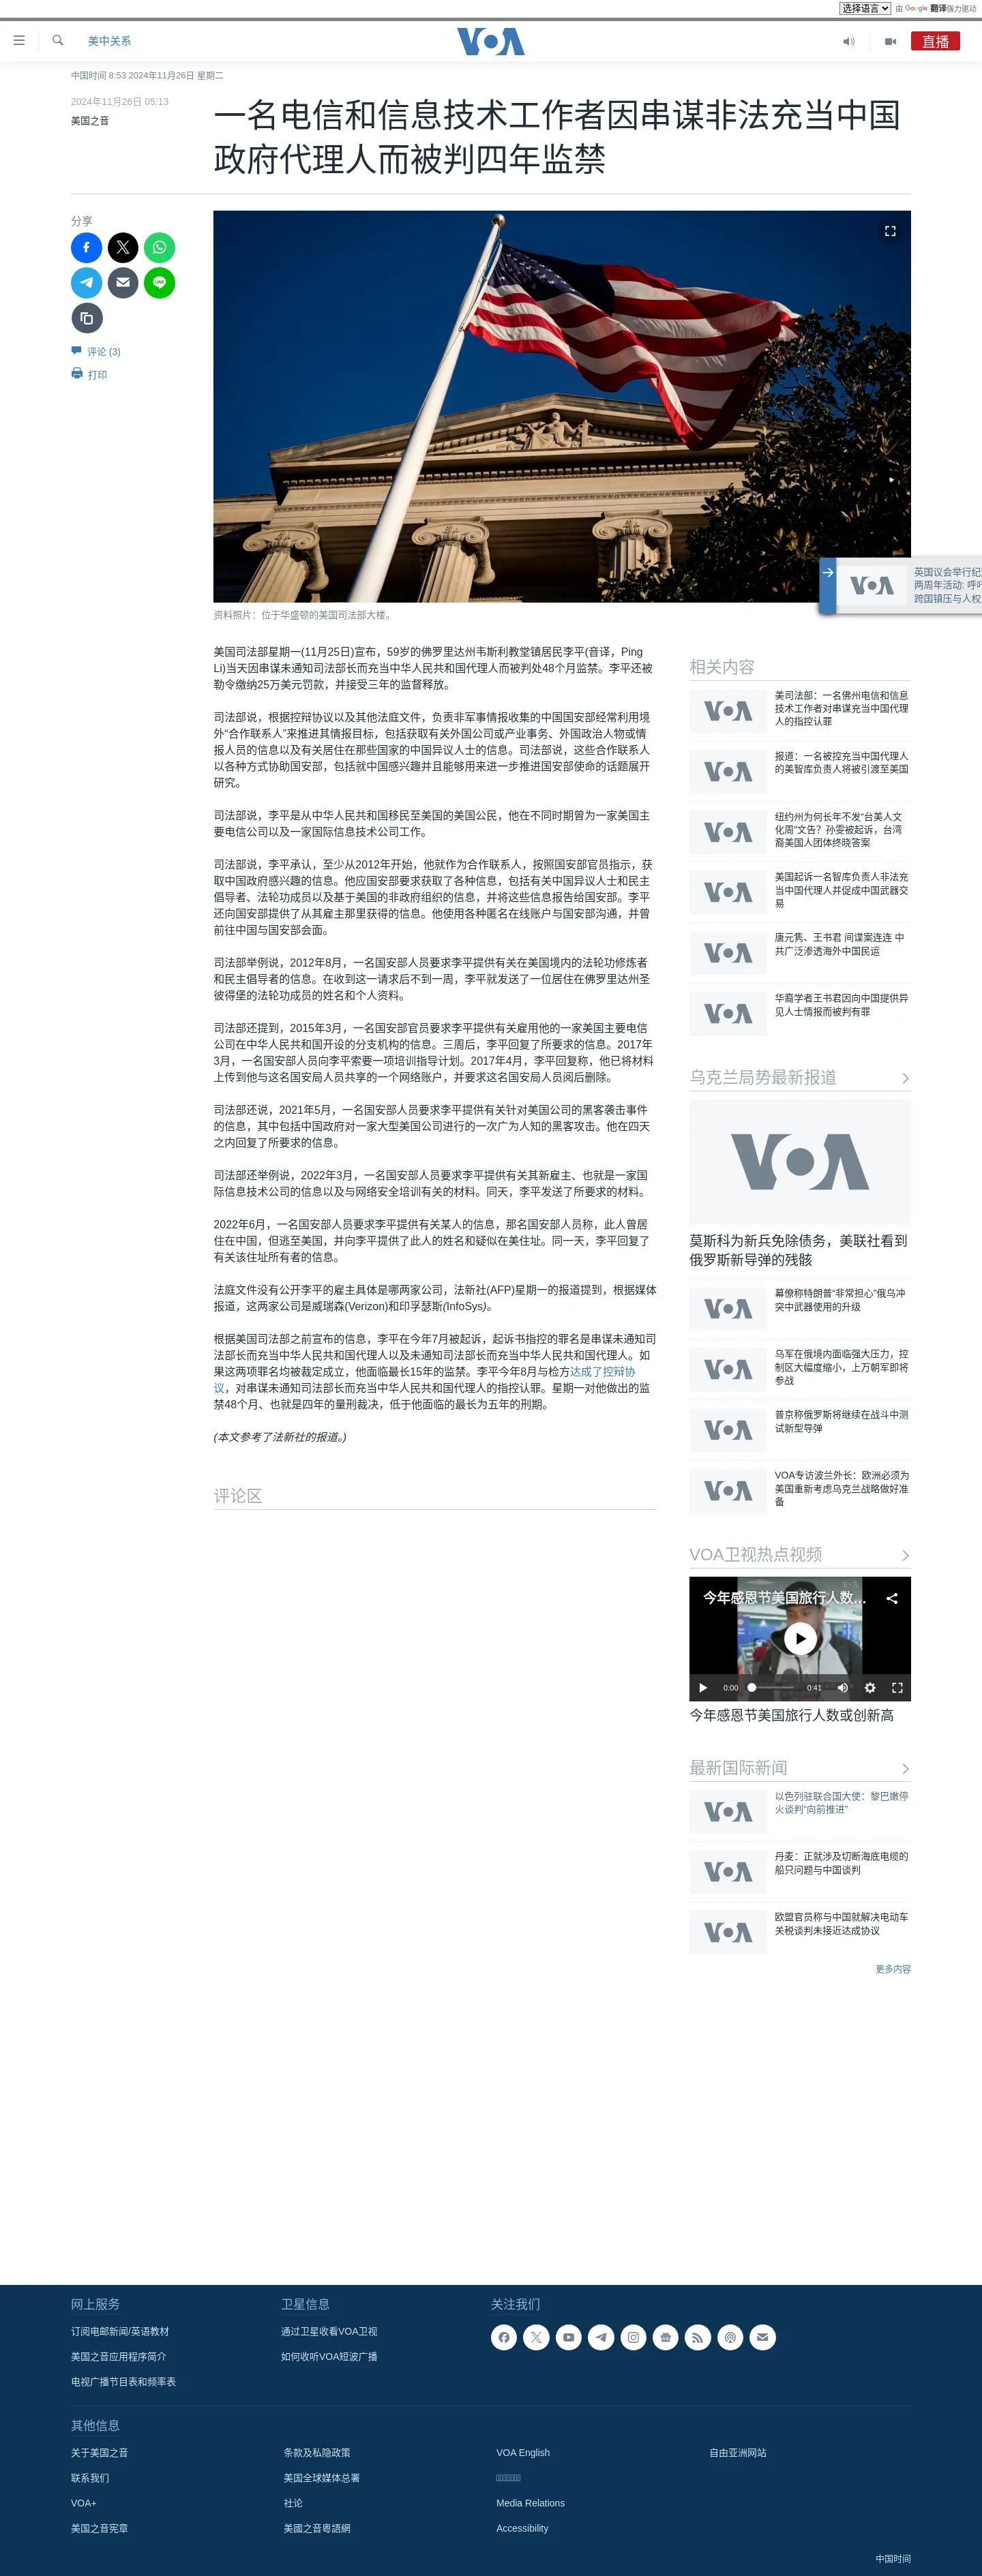 选择语言 由 Google 翻译强力驱动
美中关系
VOA
直播
中国时间 8:53 2024年11月26日 星期二
2024年11月26日 05:13
美国之音
一名电信和信息技术工作者因串谋非法充当中国
政府代理人而被判四年监禁
分享
评论 (3)
打印
资料照片：位于华盛顿的美国司法部大楼。
英国议会举行纪
两周年活动: 呼
跨国镇压与人权
美国司法部星期一(11月25日)宣布，59岁的佛罗里达州韦斯利教堂镇居民李平(音译，Ping
Li)当天因串谋未通知司法部长而充当中华人民共和国代理人而被判处48个月监禁。李平还被
勒令缴纳25万美元罚款，并接受三年的监督释放。
司法部说，根据控辩协议以及其他法庭文件，负责非军事情报收集的中国国安部经常利用境
外“合作联系人”来推进其情报目标，包括获取有关外国公司或产业事务、外国政治人物或情
报人员的信息以及有关居住在那些国家的中国异议人士的信息。司法部说，这些合作联系人
以各种方式协助国安部，包括就中国感兴趣并且能够用来进一步推进国安部使命的话题展开
研究。
司法部说，李平是从中华人民共和国移民至美国的美国公民，他在不同时期曾为一家美国主
要电信公司以及一家国际信息技术公司工作。
司法部说，李平承认，至少从2012年开始，他就作为合作联系人，按照国安部官员指示，获
取中国政府感兴趣的信息。他应国安部要求获取了各种信息，包括有关中国异议人士和民主
倡导者、法轮功成员以及基于美国的非政府组织的信息，并将这些信息报告给国安部。李平
还向国安部提供了从其雇主那里获得的信息。他使用各种匿名在线账户与国安部沟通，并曾
前往中国与国安部会面。
司法部举例说，2012年8月，一名国安部人员要求李平提供有关在美国境内的法轮功修炼者
和民主倡导者的信息。在收到这一请求后不到一周，李平就发送了一位居住在佛罗里达州圣
彼得堡的法轮功成员的姓名和个人资料。
司法部还提到，2015年3月，一名国安部官员要求李平提供有关雇用他的一家美国主要电信
公司在中华人民共和国开设的分支机构的信息。三周后，李平回复了所要求的信息。2017年
3月，一名国安部人员向李平索要一项培训指导计划。2017年4月，李平回复称，他已将材料
上传到他与这名国安局人员共享的一个网络账户，并要求这名国安局人员阅后删除。
司法部还说，2021年5月，一名国安部人员要求李平提供有关针对美国公司的黑客袭击事件
的信息，其中包括中国政府对一家大型美国公司进行的一次广为人知的黑客攻击。他在四天
之内回复了所要求的信息。
司法部还举例说，2022年3月，一名国安部人员要求李平提供有关其新雇主、也就是一家国
际信息技术公司的信息以及与网络安全培训有关的材料。同天，李平发送了所要求的材料。
2022年6月，一名国安部人员要求李平提供有关某人的信息，那名国安部人员称，此人曾居
住在中国，但逃至美国，并向李平提供了此人的姓名和疑似在美住址。同一天，李平回复了
有关该住址所有者的信息。
法庭文件没有公开李平的雇主具体是哪两家公司，法新社(AFP)星期一的报道提到，根据媒体
报道，这两家公司是威瑞森(Verizon)和印孚瑟斯(InfoSys)。
根据美国司法部之前宣布的信息，李平在今年7月被起诉，起诉书指控的罪名是串谋未通知司
法部长而充当中华人民共和国代理人以及未通知司法部长而充当中华人民共和国代理人。如
果这两项罪名均被裁定成立，他面临最长15年的监禁。李平今年8月与检方达成了控辩协
议，对串谋未通知司法部长而充当中华人民共和国代理人的指控认罪。星期一对他做出的监
禁48个月、也就是四年的量刑裁决，低于他面临的最长为五年的刑期。
(本文参考了法新社的报道。)
评论区
相关内容
美司法部：一名佛州电信和信息
技术工作者对串谋充当中国代理
人的指控认罪
报道：一名被控充当中国代理人
的美智库负责人将被引渡至美国
纽约州为何长年不发“台美人文
化周”文告？孙雯被起诉，台湾
裔美国人团体终晓答案
美国起诉一名智库负责人非法充
当中国代理人并促成中国武器交
易
唐元隽、王书君 间谍案连连 中
共广泛渗透海外中国民运
华裔学者王书君因向中国提供异
见人士情报而被判有罪
乌克兰局势最新报道
莫斯科为新兵免除债务，美联社看到
俄罗斯新导弹的残骸
幕僚称特朗普“非常担心”俄乌冲
突中武器使用的升级
乌军在俄境内面临强大压力，控
制区大幅度缩小，上万朝军即将
参战
普京称俄罗斯将继续在战斗中测
试新型导弹
VOA专访波兰外长：欧洲必须为
美国重新考虑乌克兰战略做好准
备
VOA卫视热点视频
今年感恩节美国旅行人数...
0:00 0:41
今年感恩节美国旅行人数或创新高
最新国际新闻
以色列驻联合国大使：黎巴嫩停
火谈判“向前推进”
丹麦：正就涉及切断海底电缆的
船只问题与中国谈判
欧盟官员称与中国就解决电动车
关税谈判未接近达成协议
更多内容
网上服务
订阅电邮新闻/英语教材
美国之音应用程序简介
电视广播节目表和频率表
卫星信息
通过卫星收看VOA卫视
如何收听VOA短波广播
关注我们
其他信息
关于美国之音
联系我们
VOA+
美国之音宪章
条款及私隐政策
美国全球媒体总署
社论
美國之音粵語網
VOA English
Media Relations
Accessibility
自由亚洲网站
中国时间